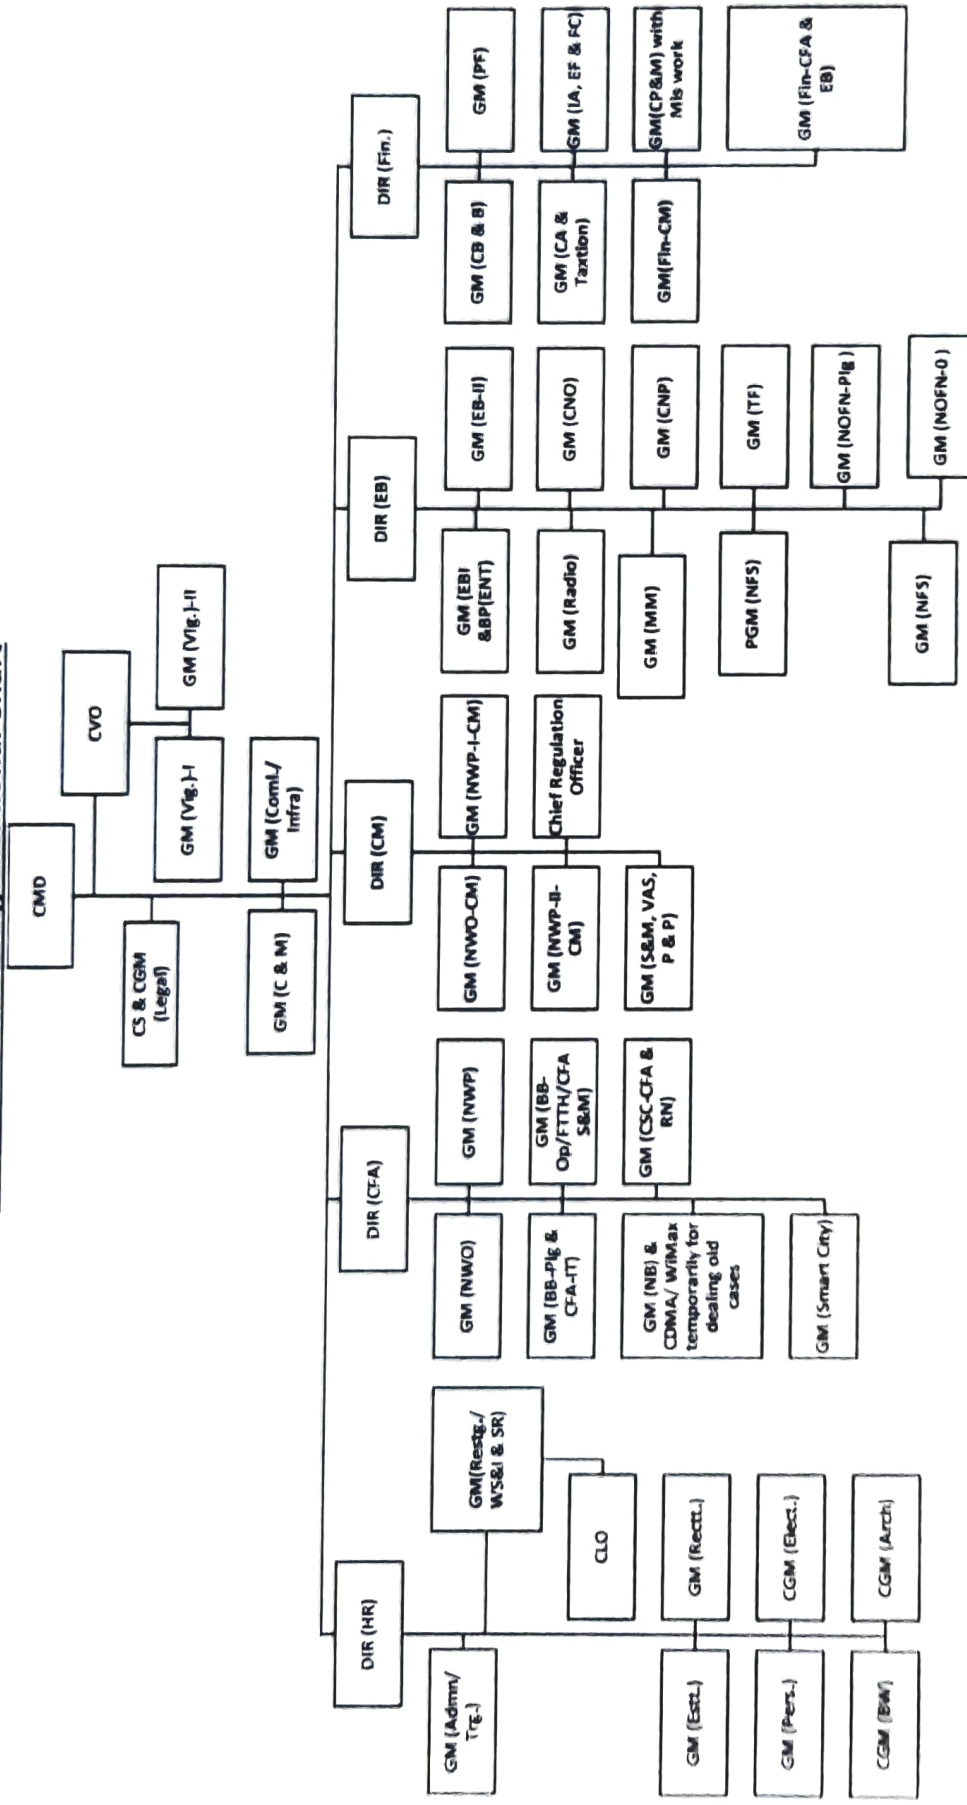 CMD
CVO
GM (Vig.)-I
GM (Vig.)-II
CS & CGM
(Legal)
GM (C & M)
GM (Coml./
Infra)
DIR (HR)
DIR (CFA)
DIR (CM)
DIR (EB)
DIR (Fin.)
GM (Admn/
Trg.)
GM(Restg./
WS&I & SR)
CLO
GM (Estt.)
GM (Rectt.)
GM (Pers.)
CGM (Elect.)
CGM (BW)
CGM (Arch)
GM (NWO)
GM (NWP)
GM (BB-Plg &
CFA-IT)
GM (BB-
Op/FTTH/CFA
S&M)
GM (NB) &
CDMA/ WiMax
temporarily for
dealing old
cases
GM (CSC-CFA &
RN)
GM (Smart City)
GM (NWO-CM)
GM (NWP-I-CM)
GM (NWP-II-
CM)
Chief Regulation
Officer
GM (S&M, VAS,
P & P)
GM (EBI
&BP(ENT)
GM (EB-II)
GM (Radio)
GM (CNO)
GM (MM)
GM (CNP)
PGM (NFS)
GM (TF)
GM (NOFN-Plg )
GM (NFS)
GM (NOFN-O )
GM (CB & B)
GM (PF)
GM (CA &
Taxtion)
GM (IA, EF & FC)
GM(Fin-CM)
GM(CP&M) with
Mis work
GM (Fin-CFA &
EB)